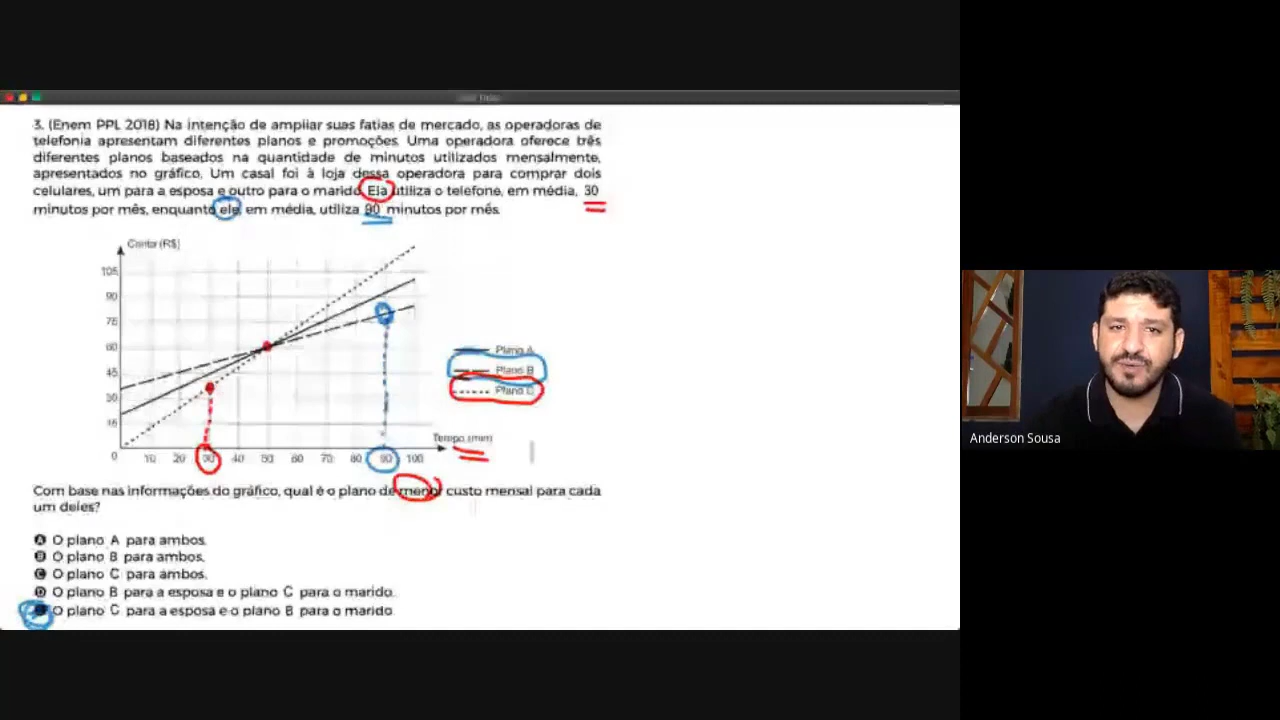 3. (Enem PPL 2018) Na intenção de ampliar suas fatias de mercado, as operadoras de
telefonia apresentam diferentes planos e promoções. Uma operadora oferece três
diferentes planos baseados na quantidade de minutos utilizados mensalmente,
apresentados no gráfico. Um casal foi à loja dessa operadora para comprar dois
celulares, um para a esposa e outro para o marido. Ela utiliza o telefone, em média, 30
minutos por mês, enquanto ele, em média, utiliza 90 minutos por mês.
Conta (R$)
105
90
75
60
45
30
15
0 10 20 30 40 50 60 70 80 90 100
Tempo (min)
Plano A
Plano B
Plano C
Com base nas informações do gráfico, qual é o plano de menor custo mensal para cada
um deles?
A O plano A para ambos.
B O plano B para ambos.
C O plano C para ambos.
D O plano B para a esposa e o plano C para o marido.
O plano C para a esposa e o plano B para o marido
Anderson Sousa